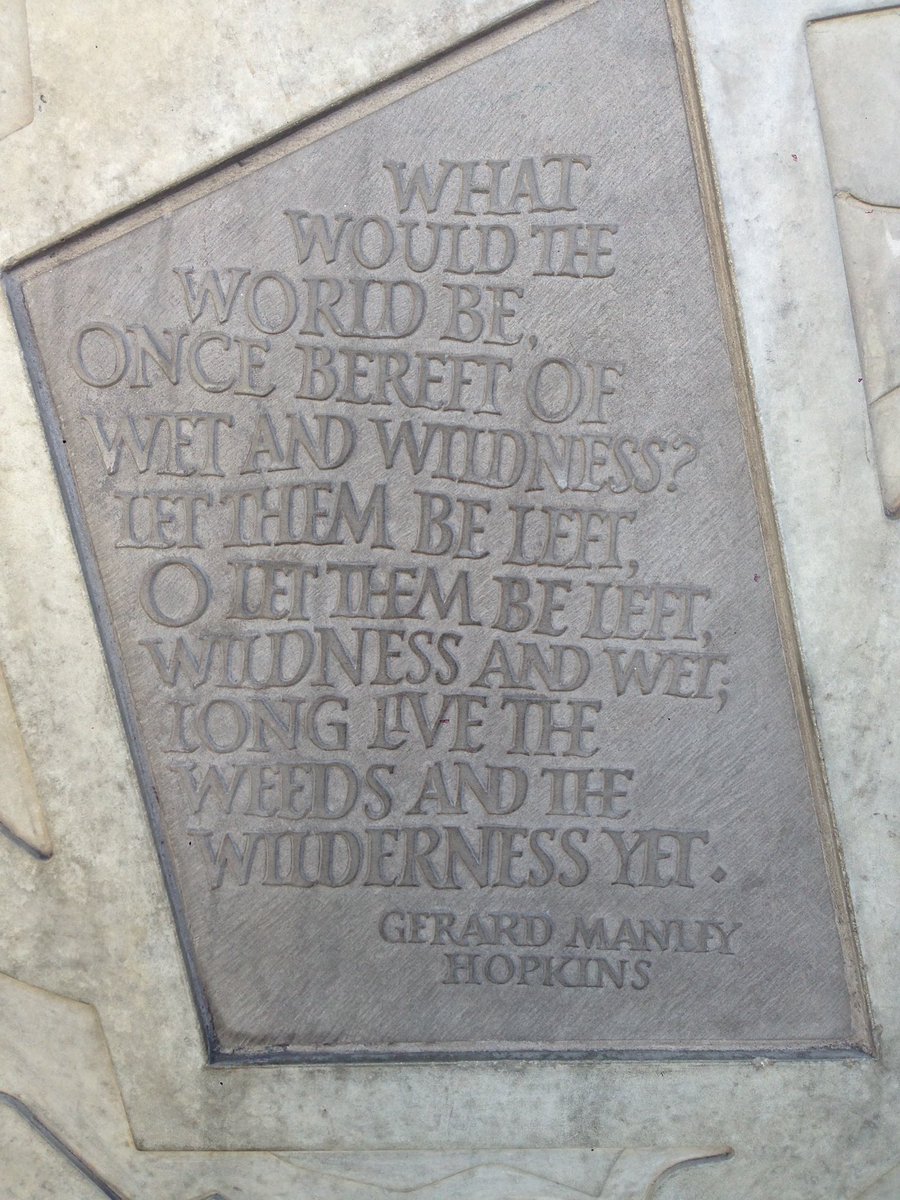 WHAT
WOULD THE
WORLD BE,
ONCE BEREFT OF
WET AND WILDNESS?
LET THEM BE LEFT,
O LET THEM BE LEFT,
WILDNESS AND WET;
LONG LIVE THE
WEEDS AND THE
WILDERNESS YET.
GERARD MANLEY
HOPKINS